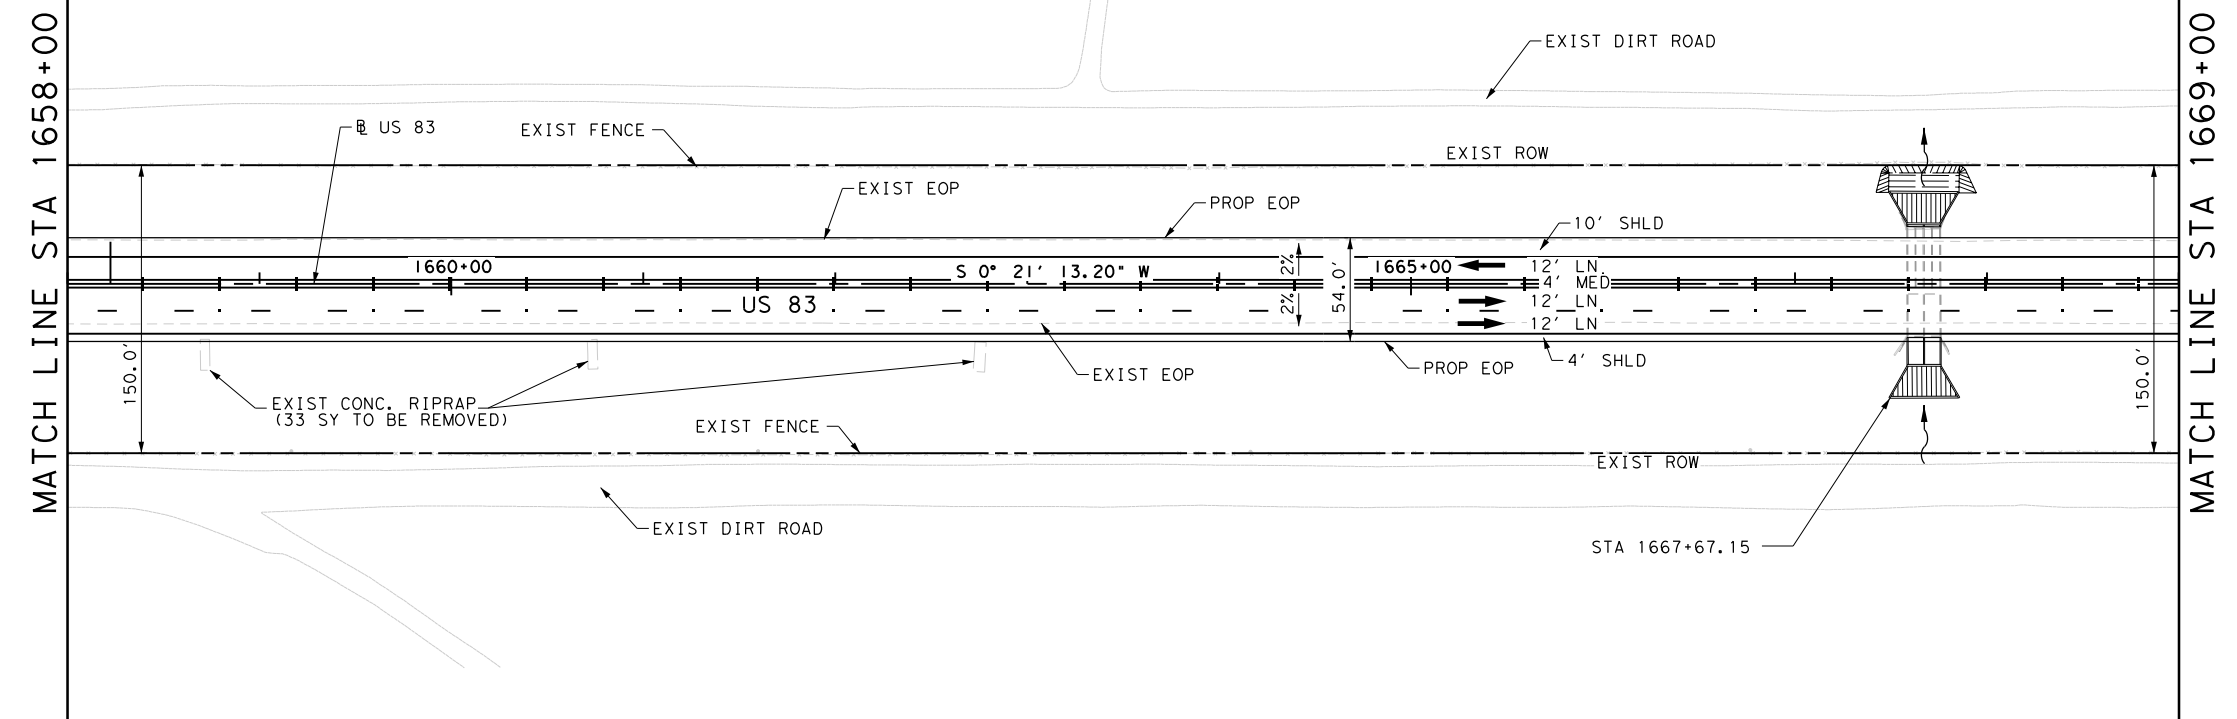 MATCH LINE STA 1658+00
MATCH LINE STA 1669+00
EXIST DIRT ROAD
BL US 83
EXIST FENCE
EXIST ROW
EXIST EOP
PROP EOP
10' SHLD
1660+00
S 0° 21' 13.20" W
2%
2%
54.0'
1665+00
12' LN.
4' MED
12' LN
12' LN
US 83
150.0'
150.0'
4' SHLD
PROP EOP
EXIST EOP
EXIST CONC. RIPRAP
(33 SY TO BE REMOVED)
EXIST FENCE
EXIST ROW
EXIST DIRT ROAD
STA 1667+67.15